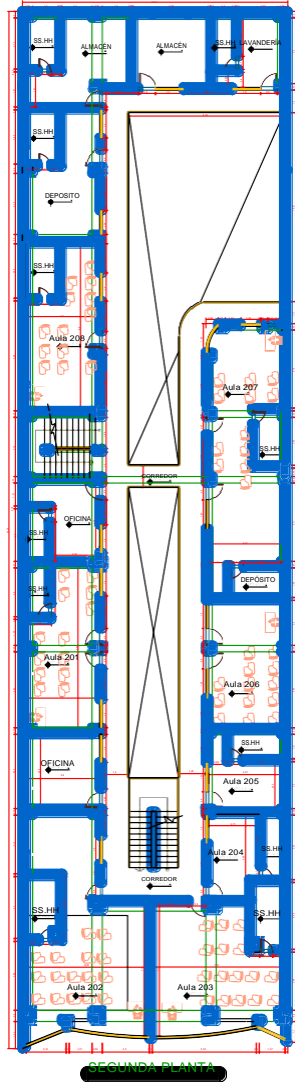 SS.HH
ALMACÉN
ALMACÉN
SS.HH
LAVANDERÍA
SS.HH
DEPOSITO
SS.HH
Aula 208
Aula 207
SS.HH
CORREDOR
OFICINA
SS.HH
DEPÓSITO
SS.HH
Aula 201
Aula 206
SS.HH
OFICINA
Aula 205
Aula 204
SS.HH
CORREDOR
SS.HH
SS.HH
Aula 202
Aula 203
SEGUNDA PLANTA